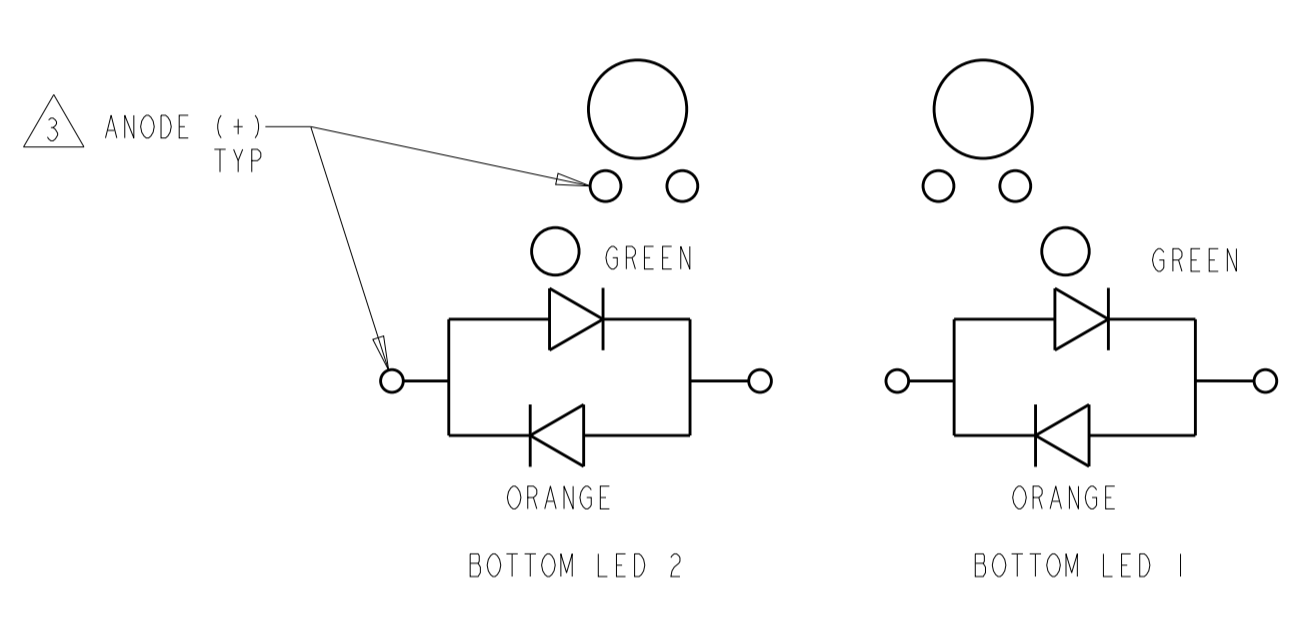 3 ANODE (+)
TYP
GREEN
GREEN
ORANGE
ORANGE
BOTTOM LED 2
BOTTOM LED 1